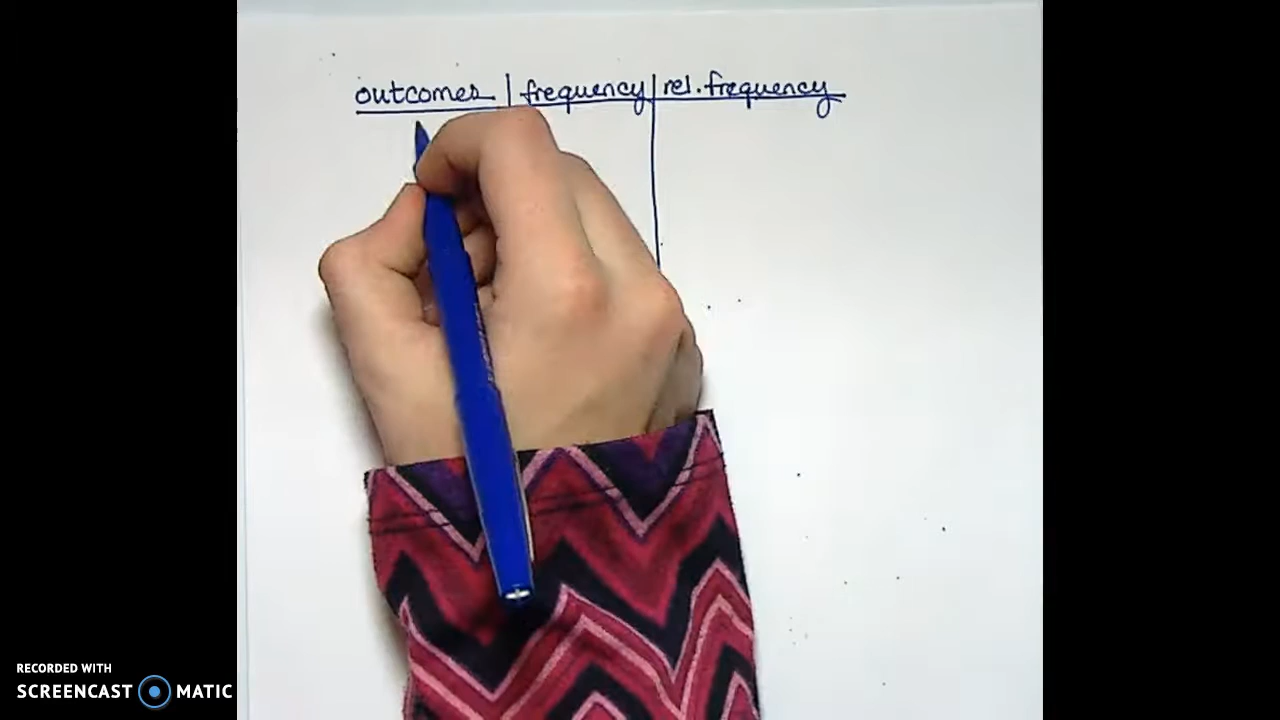 outcomes | frequency | rel. frequency
RECORDED WITH
SCREENCAST MATIC